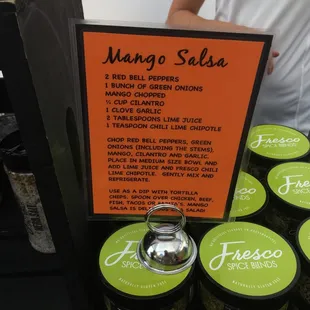 Mango Salsa
2 RED BELL PEPPERS
1 BUNCH OF GREEN ONIONS
MANGO CHOPPED
½ CUP CILANTRO
1 CLOVE GARLIC
2 TABLESPOONS LIME JUICE
1 TEASPOON CHILI LIME CHIPOTLE
CHOP RED BELL PEPPERS, GREEN
ONIONS (INCLUDING THE STEMS),
MANGO, CILANTRO AND GARLIC.
PLACE IN MEDIUM SIZE BOWL AND
ADD LIME JUICE AND FRESCO CHILI
LIME CHIPOTLE. GENTLY MIX AND
REFRIGERATE.
USE AS A DIP WITH TORTILLA
CHIPS, SPOON OVER CHICKEN, BEEF,
FISH, TACOS OR
SALSA IS SALADS!
Fresco
SPICE BLENDS
Fresco
SPICE BLENDS
Fresco
SPICE BLENDS
Fresco
SPICE BLENDS